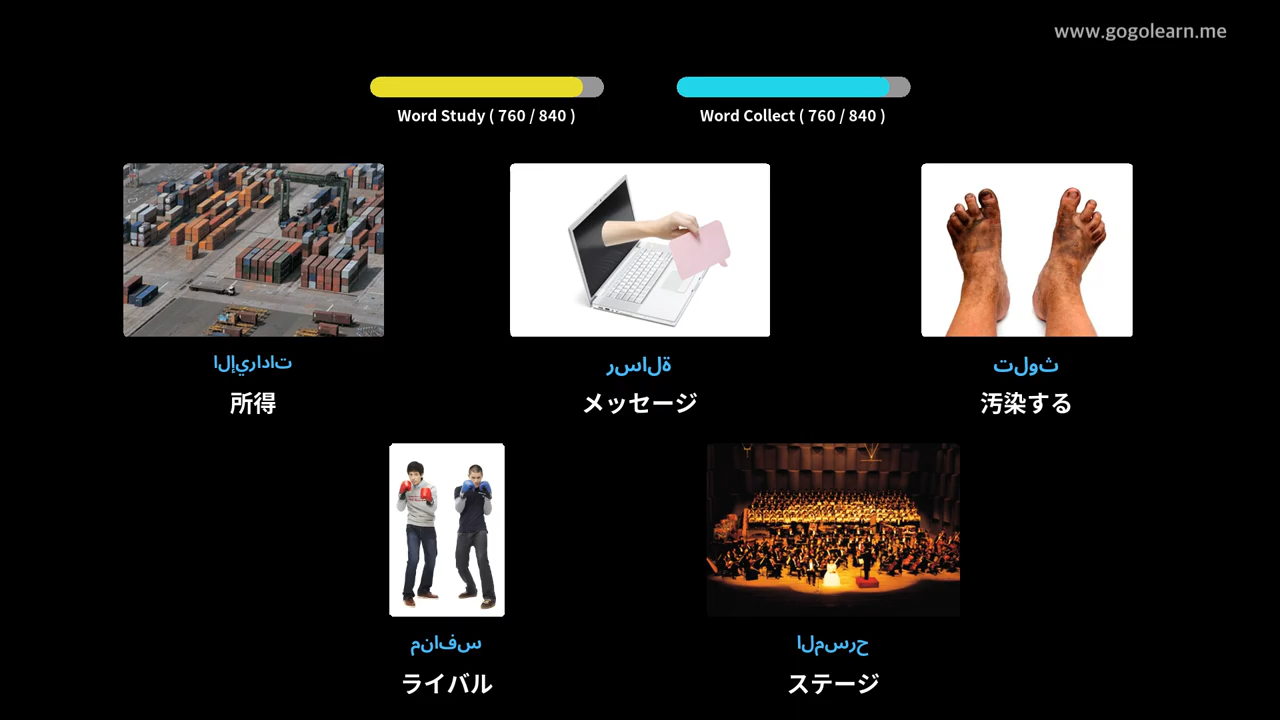 www.gogolearn.me
Word Study ( 760 / 840 )
Word Collect ( 760 / 840 )
الإيرادات
所得
رسالة
メッセージ
تلوث
汚染する
منافس
ライバル
المسرح
ステージ